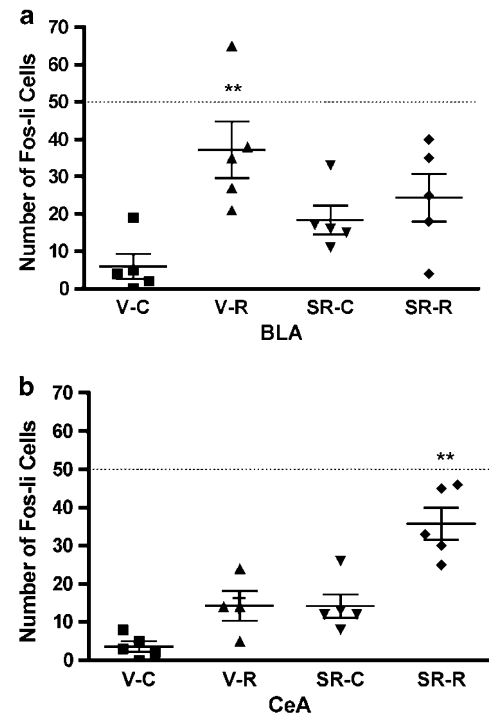 a
Number of Fos-li Cells
70
60
50
40
30
20
10
0
**
V-C V-R SR-C SR-R
BLA
b
Number of Fos-li Cells
70
60
50
40
30
20
10
0
**
V-C V-R SR-C SR-R
CeA